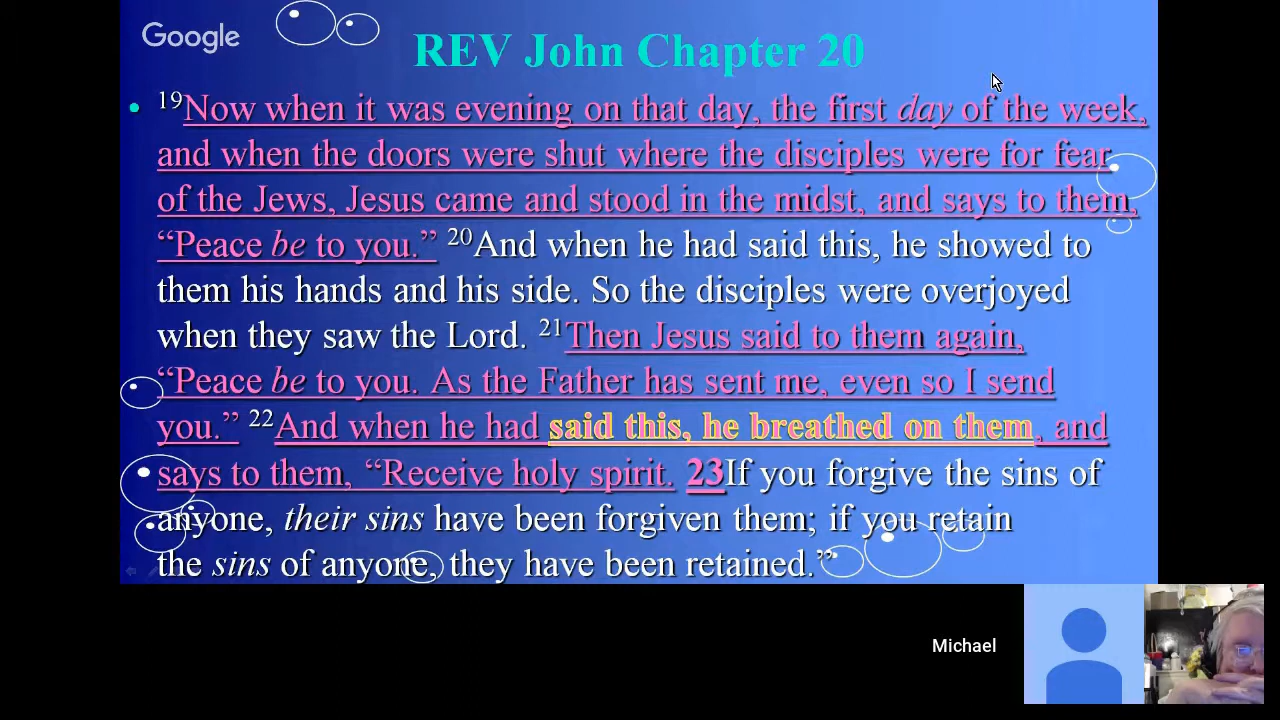 Google
REV John Chapter 20
• 19Now when it was evening on that day, the first day of the week,
and when the doors were shut where the disciples were for fear
of the Jews, Jesus came and stood in the midst, and says to them,
“Peace be to you.” 20And when he had said this, he showed to
them his hands and his side. So the disciples were overjoyed
when they saw the Lord. 21Then Jesus said to them again,
“Peace be to you. As the Father has sent me, even so I send
you.” 22And when he had said this, he breathed on them, and
says to them, “Receive holy spirit. 23If you forgive the sins of
anyone, their sins have been forgiven them; if you retain
the sins of anyone, they have been retained.”
Michael